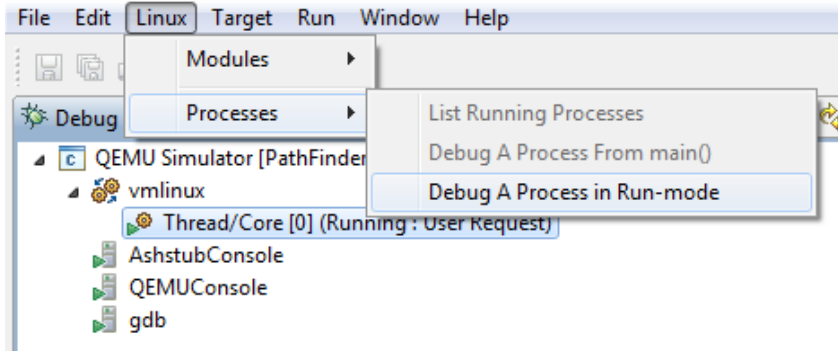 File Edit Linux Target Run Window Help
Modules
Processes
List Running Processes
Debug A Process From main()
Debug A Process in Run-mode
Debug
QEMU Simulator [PathFinder
vmlinux
Thread/Core [0] (Running : User Request)
AshstubConsole
QEMUConsole
gdb